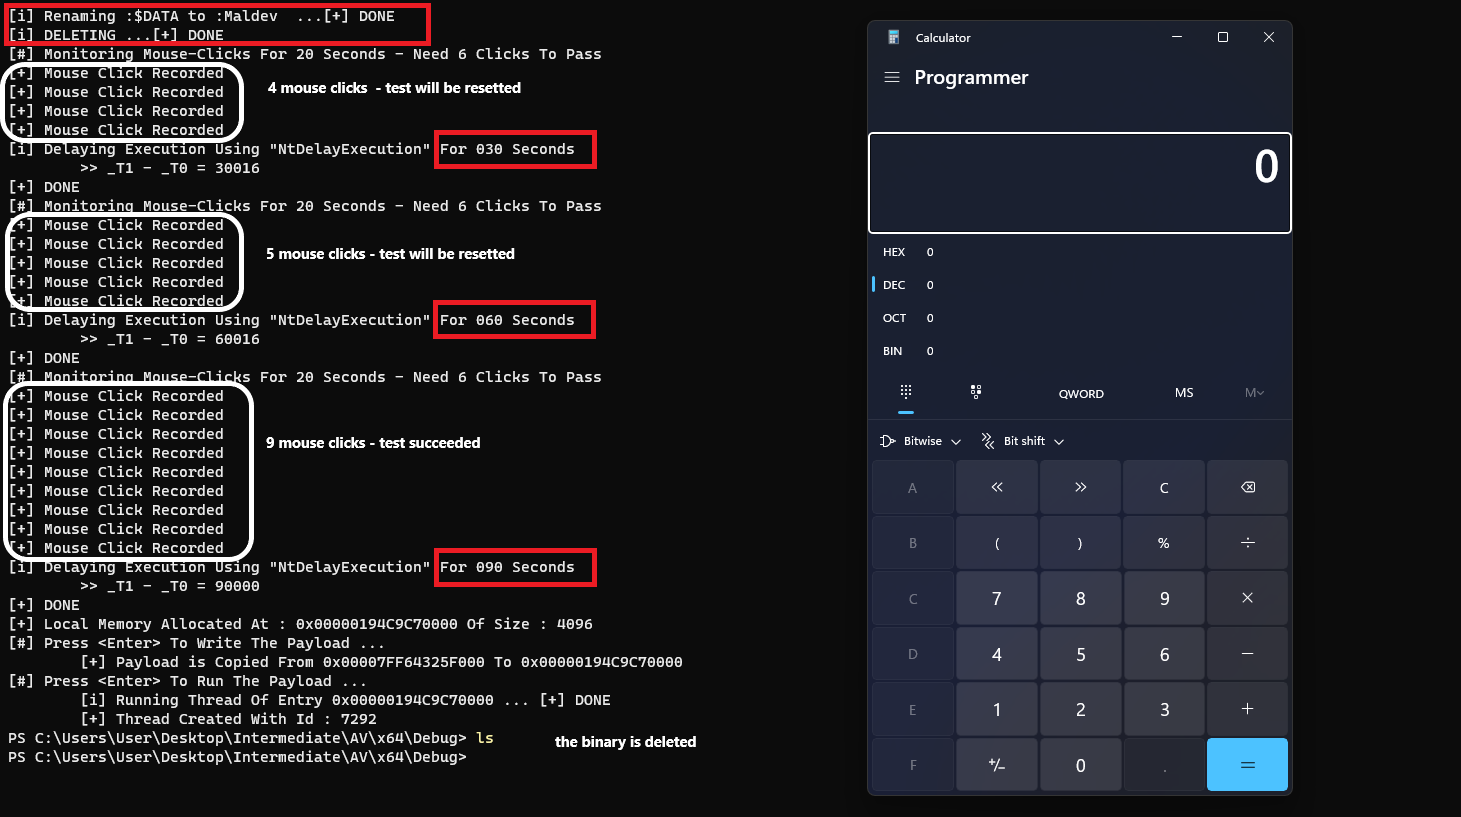 [i] Renaming :$DATA to :Maldev  ...[+] DONE
[i] DELETING ...[+] DONE
[#] Monitoring Mouse-Clicks For 20 Seconds - Need 6 Clicks To Pass
[+] Mouse Click Recorded
[+] Mouse Click Recorded
4 mouse clicks - test will be resetted
[+] Mouse Click Recorded
[+] Mouse Click Recorded
[i] Delaying Execution Using "NtDelayExecution" For 030 Seconds
>> _T1 - _T0 = 30016
[+] DONE
[#] Monitoring Mouse-Clicks For 20 Seconds - Need 6 Clicks To Pass
[+] Mouse Click Recorded
[+] Mouse Click Recorded
5 mouse clicks - test will be resetted
[+] Mouse Click Recorded
[+] Mouse Click Recorded
[+] Mouse Click Recorded
[i] Delaying Execution Using "NtDelayExecution" For 060 Seconds
>> _T1 - _T0 = 60016
[+] DONE
[#] Monitoring Mouse-Clicks For 20 Seconds - Need 6 Clicks To Pass
[+] Mouse Click Recorded
[+] Mouse Click Recorded
[+] Mouse Click Recorded
9 mouse clicks - test succeeded
[+] Mouse Click Recorded
[+] Mouse Click Recorded
[+] Mouse Click Recorded
[+] Mouse Click Recorded
[+] Mouse Click Recorded
[+] Mouse Click Recorded
[i] Delaying Execution Using "NtDelayExecution" For 090 Seconds
>> _T1 - _T0 = 90000
[+] DONE
[+] Local Memory Allocated At : 0x00000194C9C70000 Of Size : 4096
[#] Press <Enter> To Write The Payload ...
[+] Payload is Copied From 0x00007FF64325F000 To 0x00000194C9C70000
[#] Press <Enter> To Run The Payload ...
[i] Running Thread Of Entry 0x00000194C9C70000 ... [+] DONE
[+] Thread Created With Id : 7292
PS C:\Users\User\Desktop\Intermediate\AV\x64\Debug> ls
the binary is deleted
PS C:\Users\User\Desktop\Intermediate\AV\x64\Debug>
Calculator
Programmer
0
HEX 0
DEC 0
OCT 0
BIN 0
QWORD MS M
Bitwise Bit shift
A « » C
B ( ) % ÷
C 7 8 9 ×
D 4 5 6 −
E 1 2 3 +
F +/− 0 . =